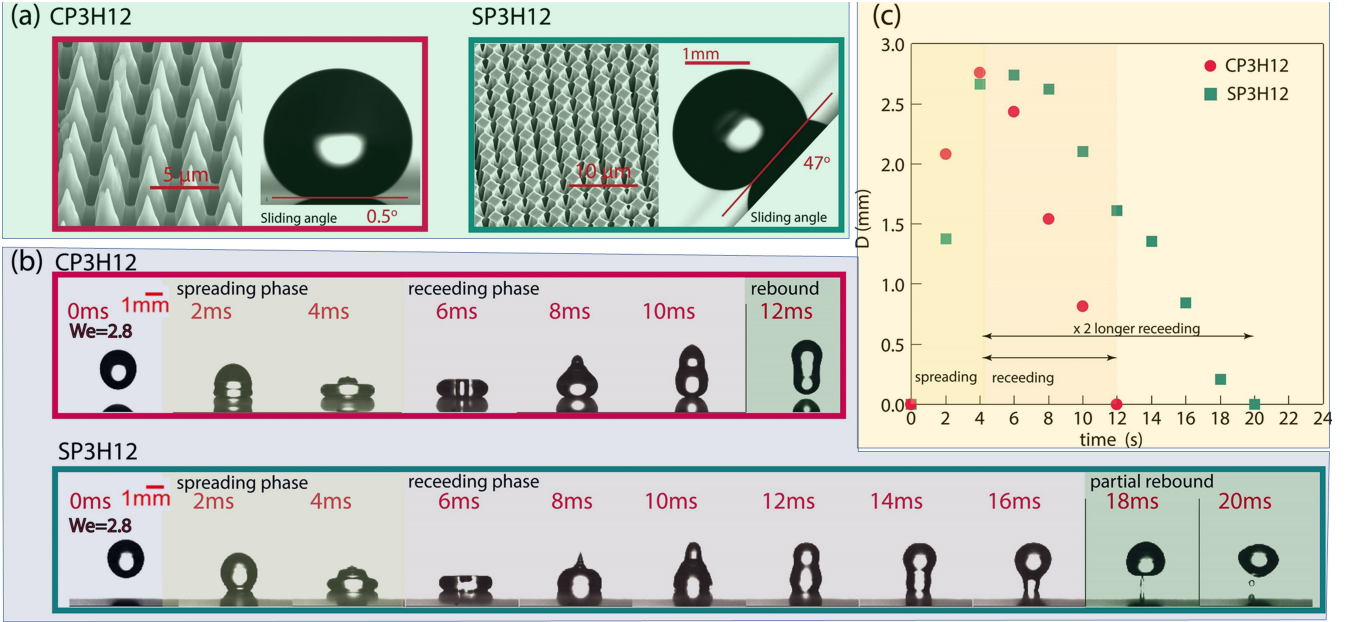 (a) CP3H12
SP3H12
5 µm
Sliding angle
0.5°
10 µm
1mm
47°
Sliding angle
(b)
CP3H12
0ms
1mm
We=2.8
spreading phase
2ms
4ms
receeding phase
6ms
8ms
10ms
rebound
12ms
SP3H12
0ms
1mm
We=2.8
spreading phase
2ms
4ms
receeding phase
6ms
8ms
10ms
12ms
14ms
16ms
partial rebound
18ms
20ms
(c)
3.0
2.5
2.0
1.5
1.0
0.5
0.0
D (mm)
CP3H12
SP3H12
x 2 longer receeding
spreading
receeding
0 2 4 6 8 10 12 14 16 18 20 22 24
time (s)